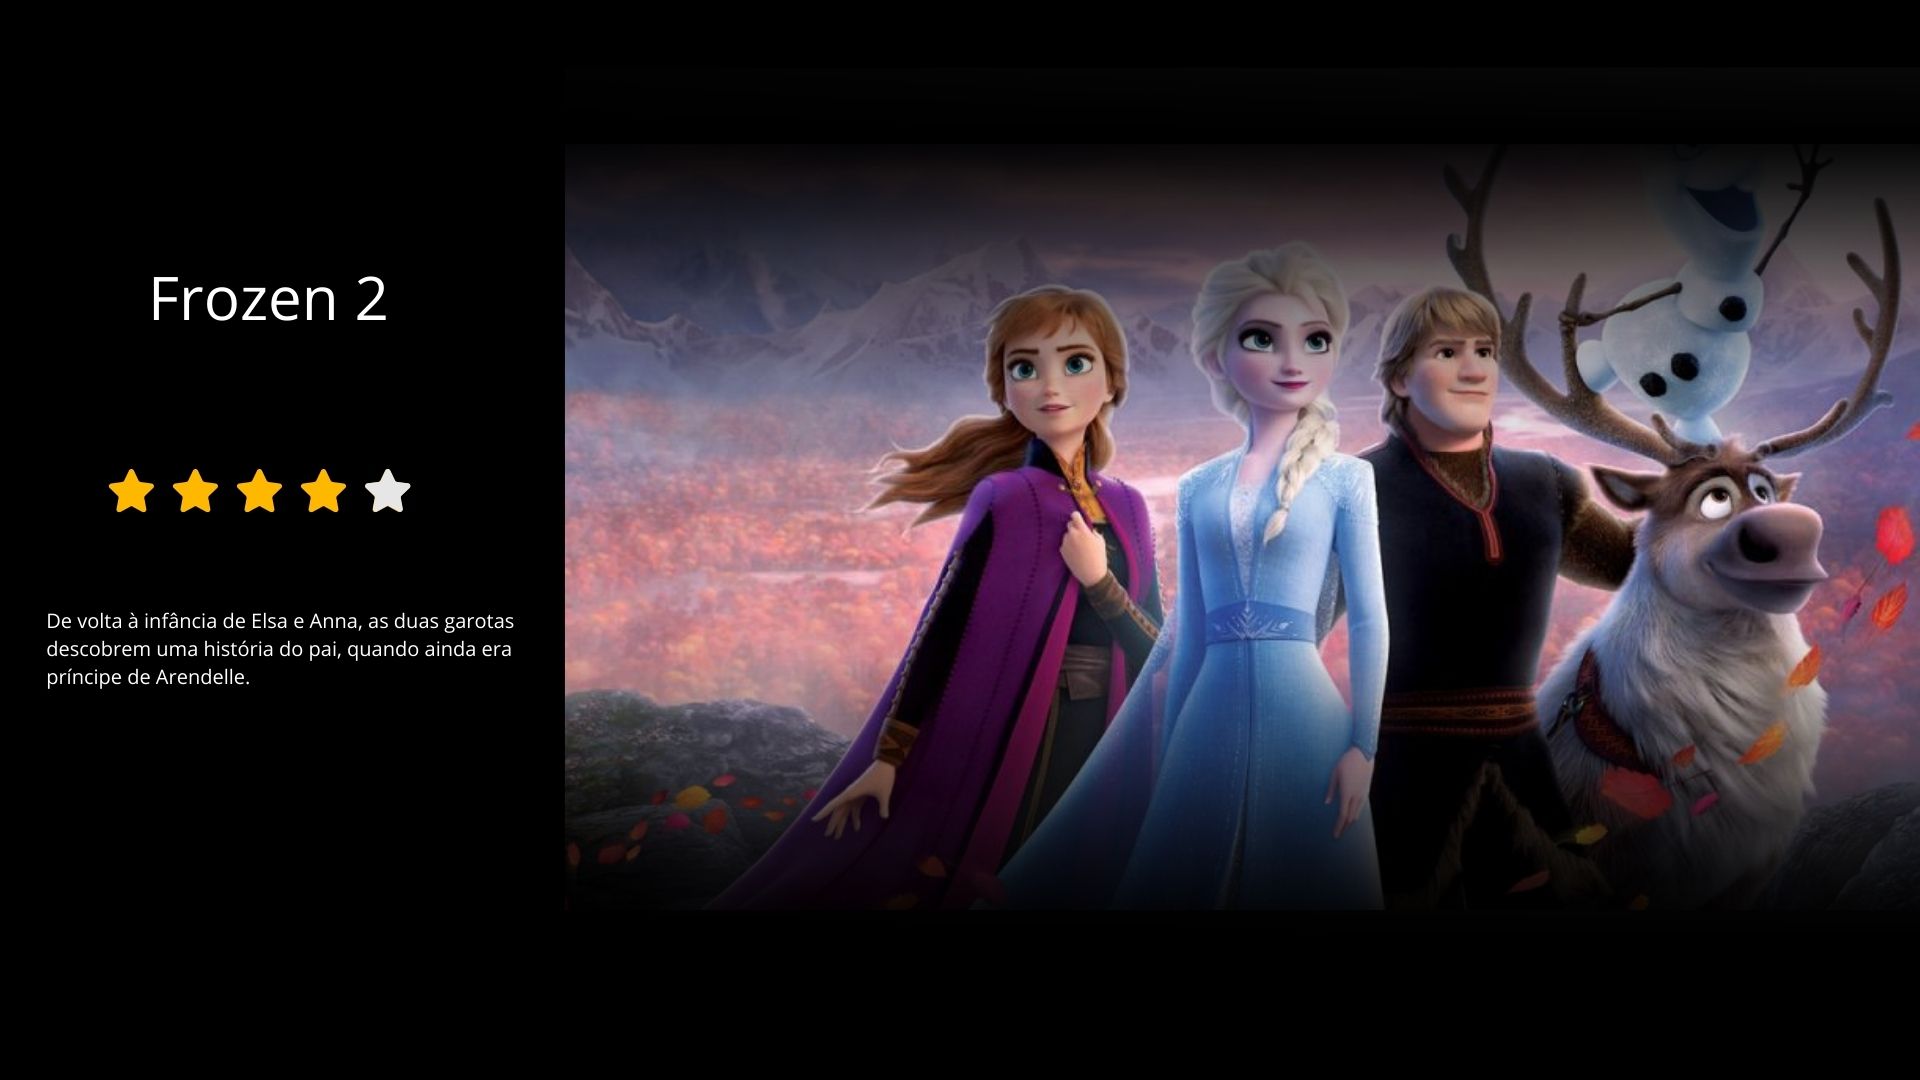 Frozen 2
De volta à infância de Elsa e Anna, as duas garotas
descobrem uma história do pai, quando ainda era
príncipe de Arendelle.